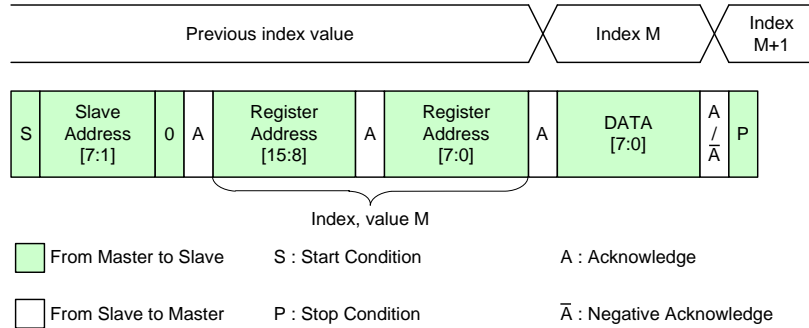 Previous index value
Index M
Index
M+1
S
Slave
Address
[7:1]
0
A
Register
Address
[15:8]
A
Register
Address
[7:0]
A
DATA
[7:0]
A
/
A̅
P
Index, value M
From Master to Slave
S : Start Condition
A : Acknowledge
From Slave to Master
P : Stop Condition
A̅ : Negative Acknowledge